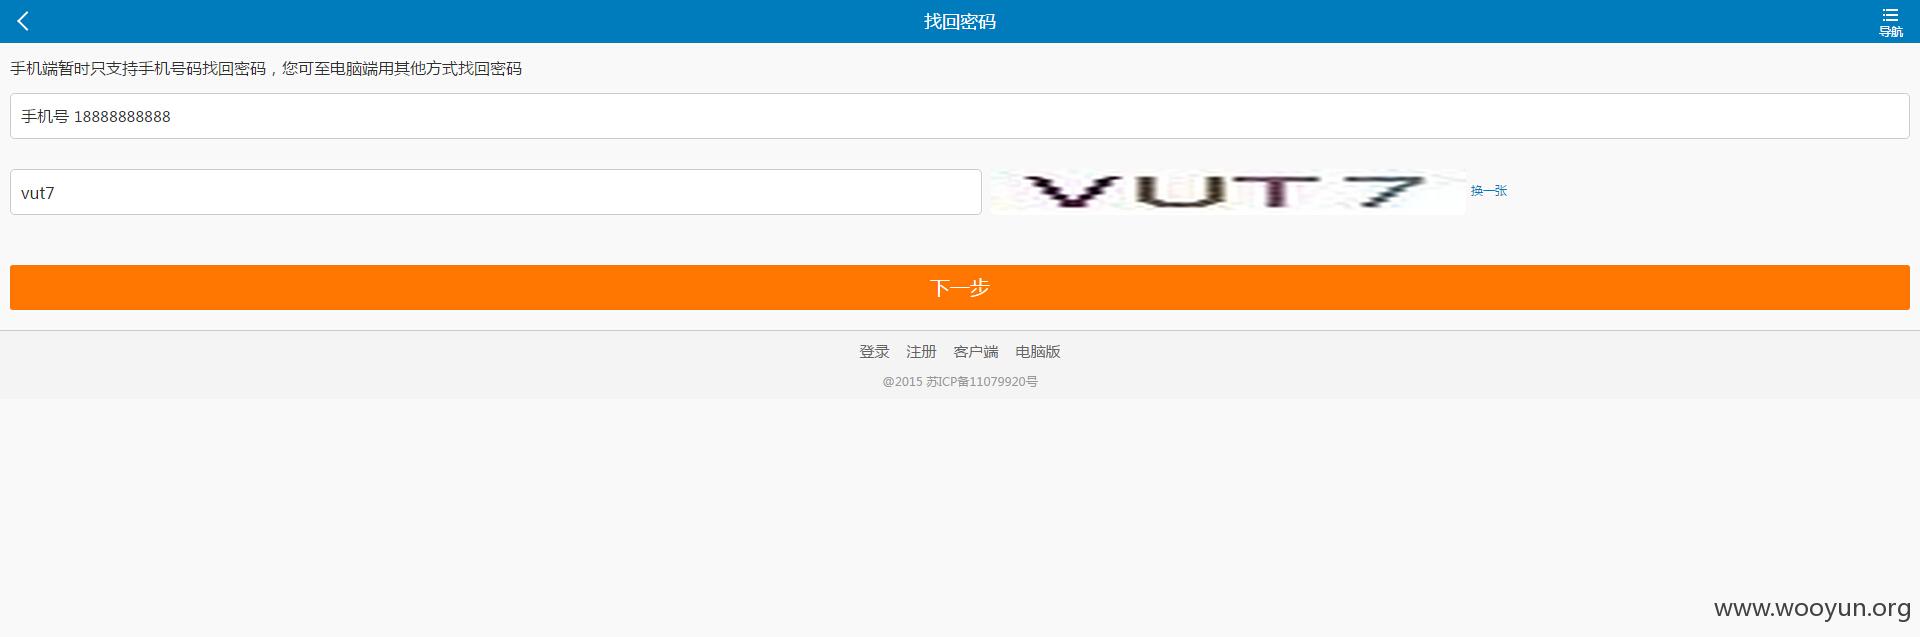 找回密码
导航
手机端暂时只支持手机号码找回密码，您可至电脑端用其他方式找回密码
手机号 18888888888
vut7 VUT7 换一张
下一步
登录 注册 客户端 电脑版
@2015 苏ICP备11079920号
www.wooyun.org